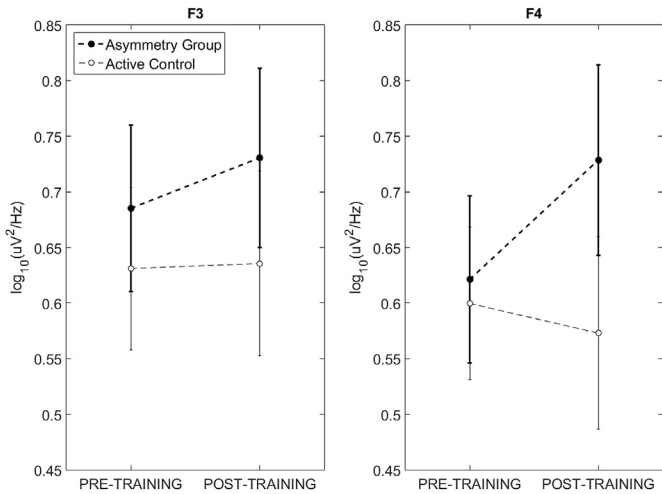 F3
F4
0.85
0.8
0.75
0.7
0.65
0.6
0.55
0.5
0.45
log10(uV2/Hz)
Asymmetry Group
Active Control
PRE-TRAINING POST-TRAINING
0.85
0.8
0.75
0.7
0.65
0.6
0.55
0.5
0.45
log10(uV2/Hz)
PRE-TRAINING POST-TRAINING